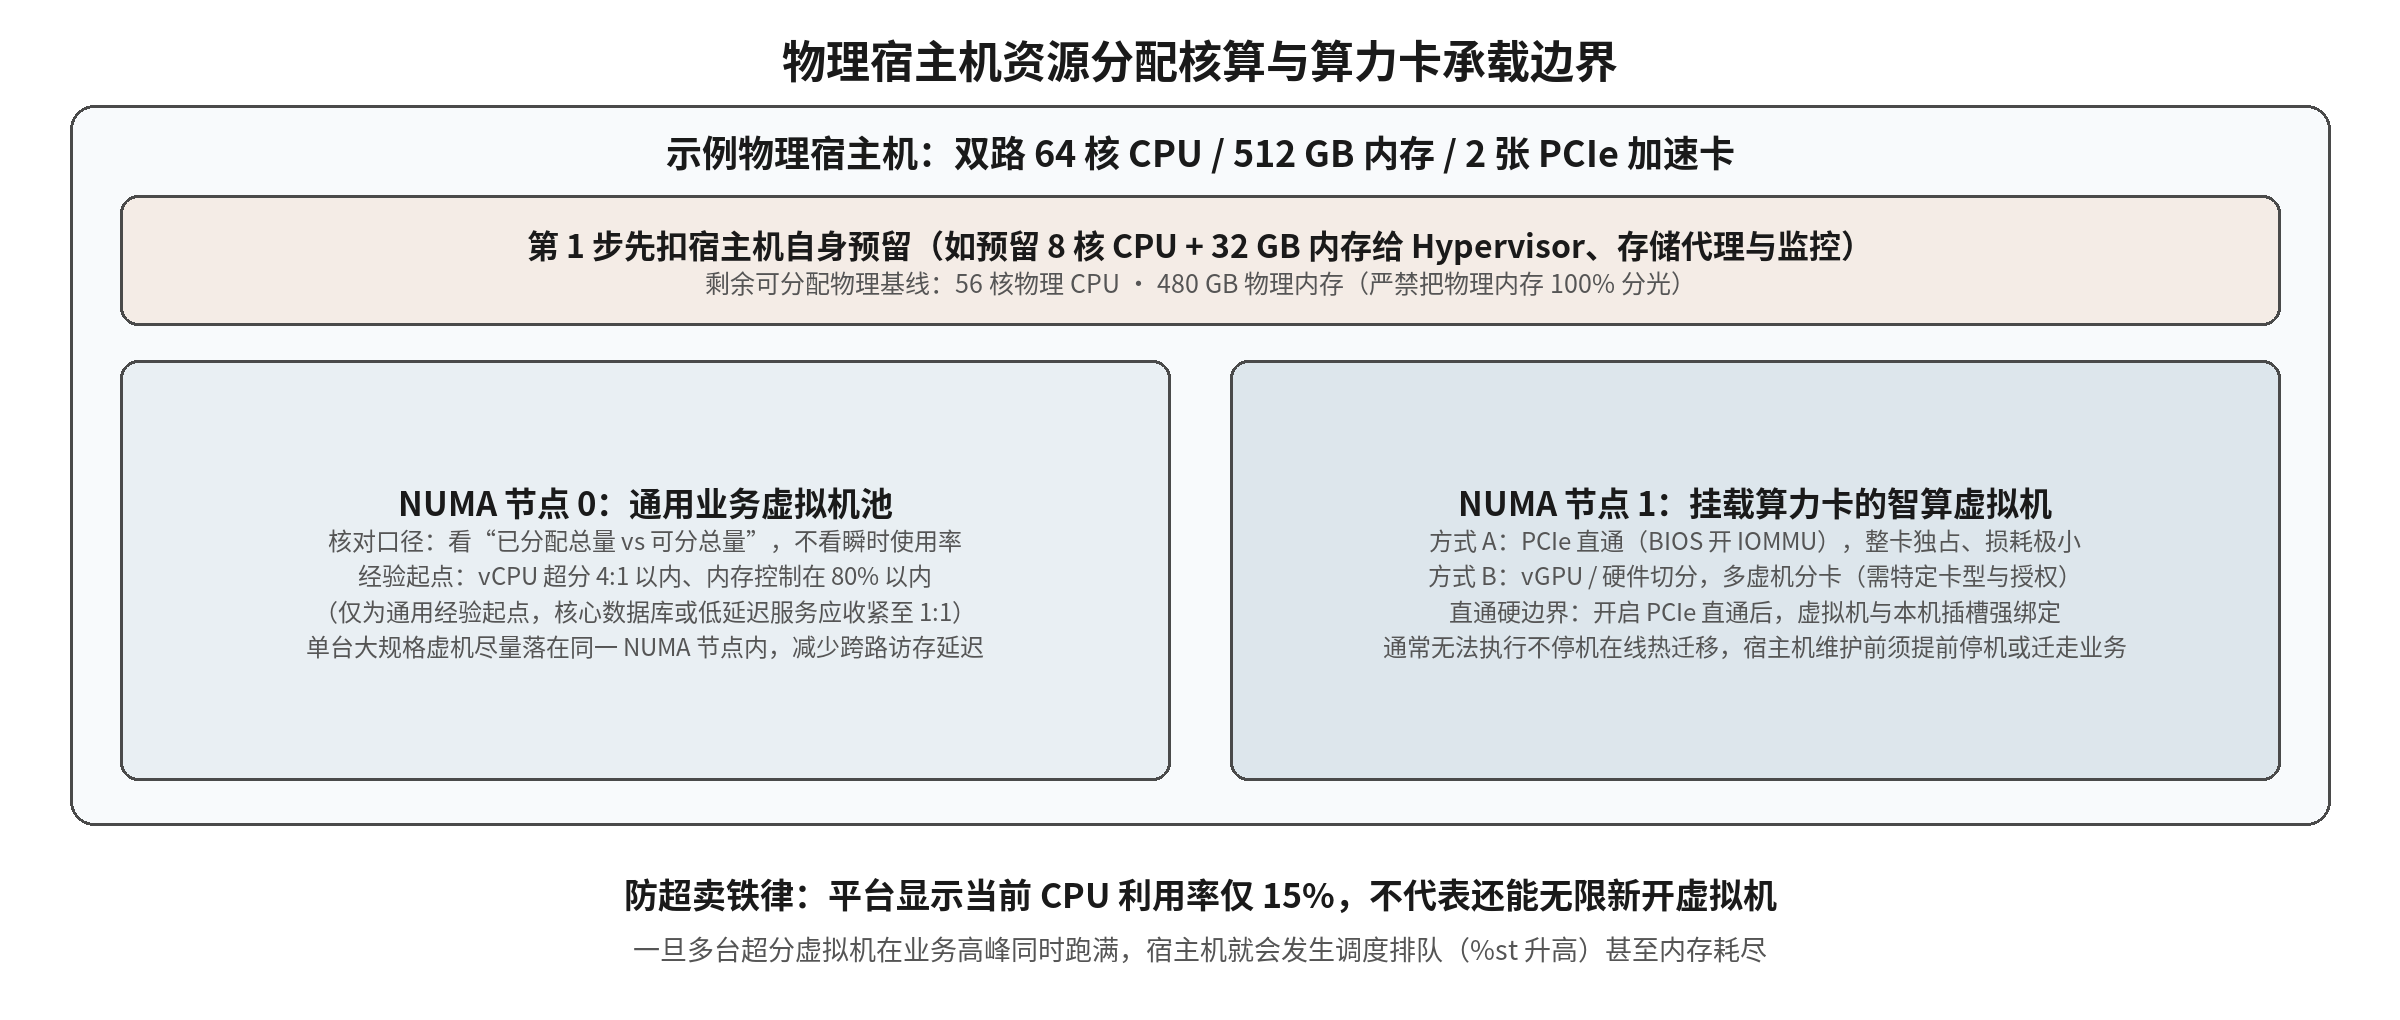 物理宿主机资源分配核算与算力卡承载边界
示例物理宿主机：双路 64 核 CPU / 512 GB 内存 / 2 张 PCIe 加速卡
第 1 步先扣宿主机自身预留（如预留 8 核 CPU + 32 GB 内存给 Hypervisor、存储代理与监控）
剩余可分配物理基线：56 核物理 CPU · 480 GB 物理内存（严禁把物理内存 100% 分光）
NUMA 节点 0：通用业务虚拟机池
核对口径：看“已分配总量 vs 可分总量”，不看瞬时使用率
经验起点：vCPU 超分 4:1 以内、内存控制在 80% 以内
（仅为通用经验起点，核心数据库或低延迟服务应收紧至 1:1）
单台大规格虚机尽量落在同一 NUMA 节点内，减少跨路访存延迟
NUMA 节点 1：挂载算力卡的智算虚拟机
方式 A：PCIe 直通（BIOS 开 IOMMU），整卡独占、损耗极小
方式 B：vGPU / 硬件切分，多虚机分卡（需特定卡型与授权）
直通硬边界：开启 PCIe 直通后，虚拟机与本机插槽强绑定
通常无法执行不停机在线热迁移，宿主机维护前须提前停机或迁走业务
防超卖铁律：平台显示当前 CPU 利用率仅 15%，不代表还能无限新开虚拟机
一旦多台超分虚拟机在业务高峰同时跑满，宿主机就会发生调度排队（%st 升高）甚至内存耗尽